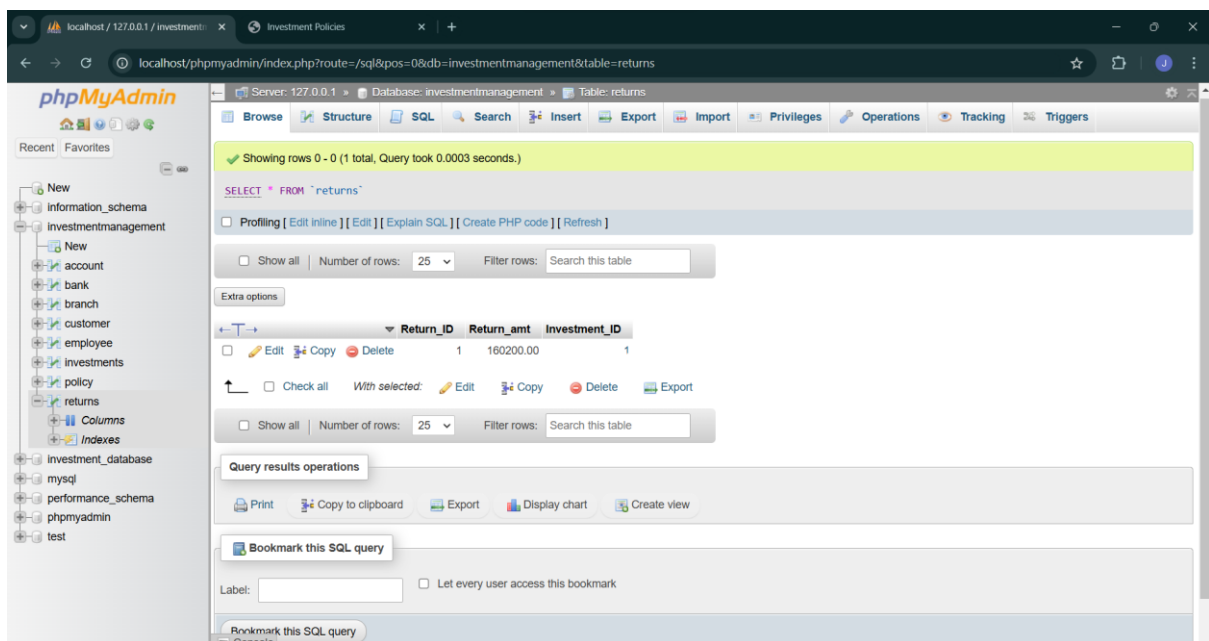 localhost / 127.0.0.1 / investmentm
Investment Policies
localhost/phpmyadmin/index.php?route=/sql&pos=0&db=investmentmanagement&table=returns
J
phpMyAdmin
Recent Favorites
New
information_schema
investmentmanagement
New
account
bank
branch
customer
employee
investments
policy
returns
Columns
Indexes
investment_database
mysql
performance_schema
phpmyadmin
test
Server: 127.0.0.1 » Database: investmentmanagement » Table: returns
Browse Structure SQL Search Insert Export Import Privileges Operations Tracking Triggers
Showing rows 0 - 0 (1 total, Query took 0.0003 seconds.)
SELECT * FROM `returns`
Profiling [ Edit inline ] [ Edit ] [ Explain SQL ] [ Create PHP code ] [ Refresh ]
Show all Number of rows: 25 Filter rows: Search this table
Extra options
Return_ID Return_amt Investment_ID
Edit Copy Delete 1 160200.00 1
Check all With selected: Edit Copy Delete Export
Show all Number of rows: 25 Filter rows: Search this table
Query results operations
Print Copy to clipboard Export Display chart Create view
Bookmark this SQL query
Label: Let every user access this bookmark
Bookmark this SQL query
Console